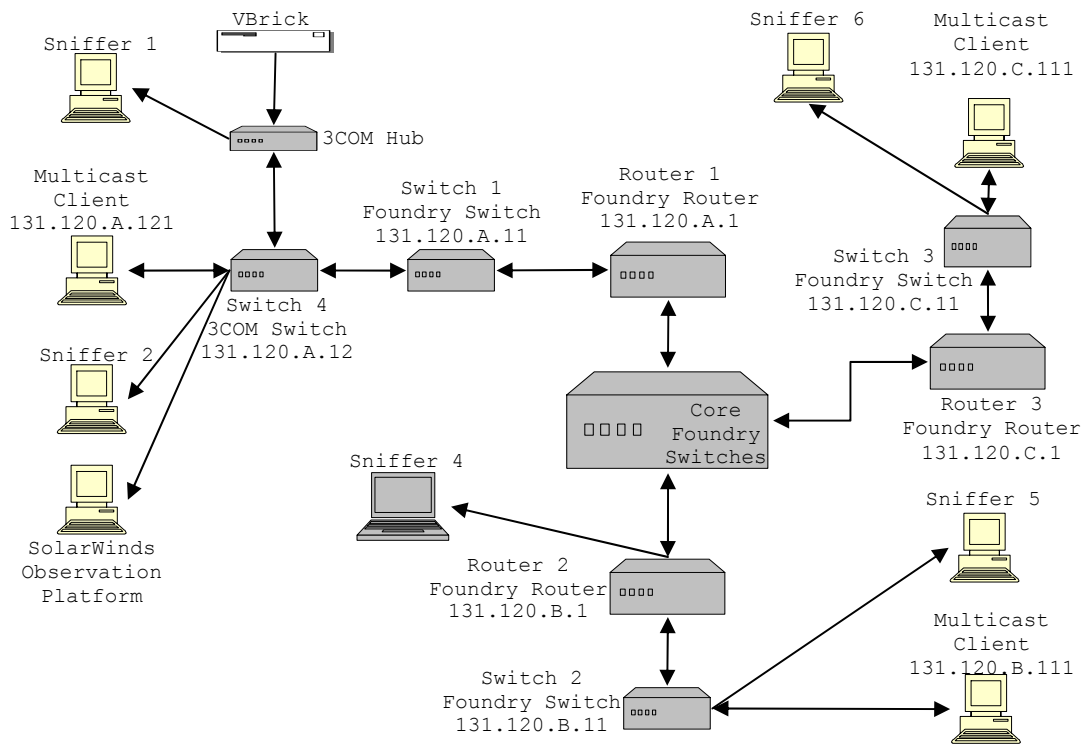 VBrick
Sniffer 1
3COM Hub
Sniffer 6
Multicast
Client
131.120.C.111
Multicast
Client
131.120.A.121
Switch 1
Foundry Switch
131.120.A.11
Router 1
Foundry Router
131.120.A.1
Switch 3
Foundry Switch
131.120.C.11
Switch 4
3COM Switch
131.120.A.12
Sniffer 2
Core
Foundry
Switches
Router 3
Foundry Router
131.120.C.1
Sniffer 4
SolarWinds
Observation
Platform
Sniffer 5
Router 2
Foundry Router
131.120.B.1
Multicast
Client
131.120.B.111
Switch 2
Foundry Switch
131.120.B.11